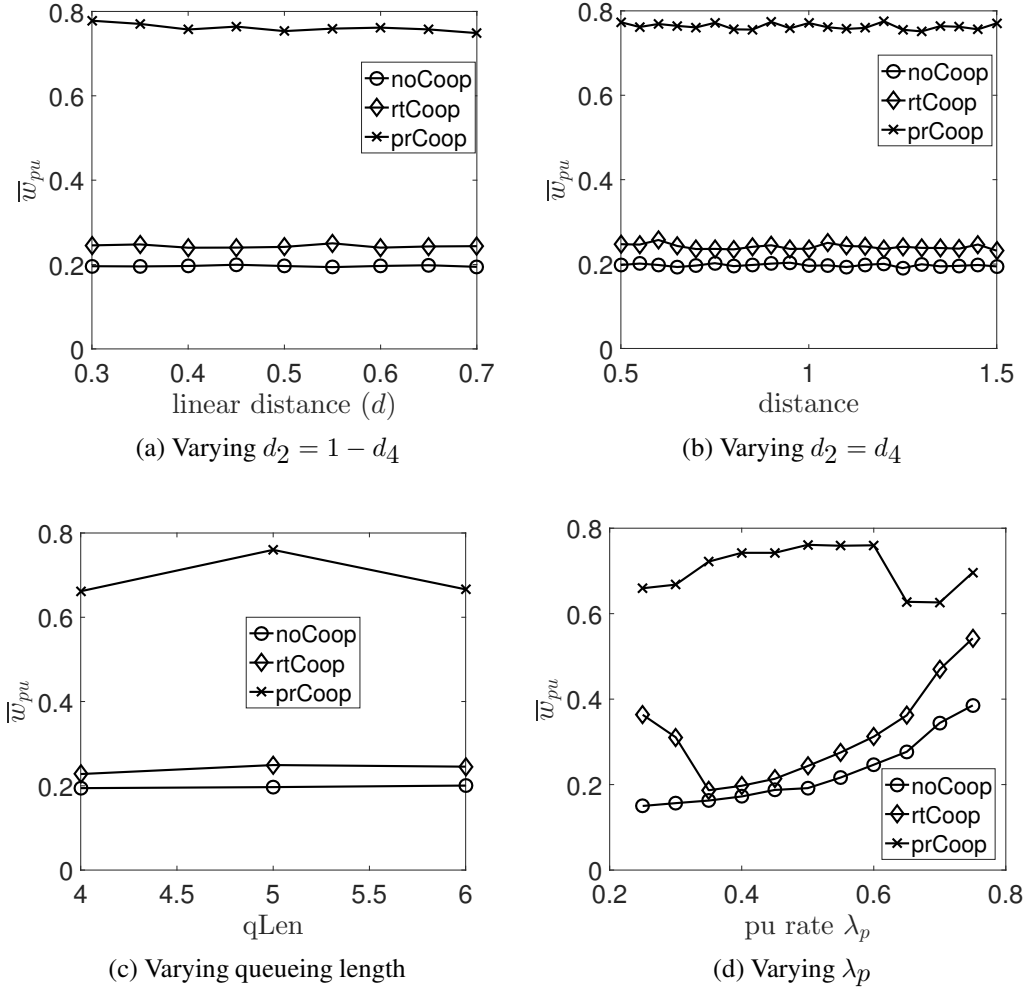 0.8
0.6
0.4
0.2
0
w̅pu
noCoop
rtCoop
prCoop
0.3 0.4 0.5 0.6 0.7
linear distance (d)
(a) Varying d2 = 1 − d4
0.8
0.6
0.4
0.2
0
w̅pu
noCoop
rtCoop
prCoop
0.5 1 1.5
distance
(b) Varying d2 = d4
0.8
0.6
0.4
0.2
0
w̅pu
noCoop
rtCoop
prCoop
4 4.5 5 5.5 6
qLen
(c) Varying queueing length
0.8
0.6
0.4
0.2
0
w̅pu
noCoop
rtCoop
prCoop
0.2 0.4 0.6 0.8
pu rate λp
(d) Varying λp